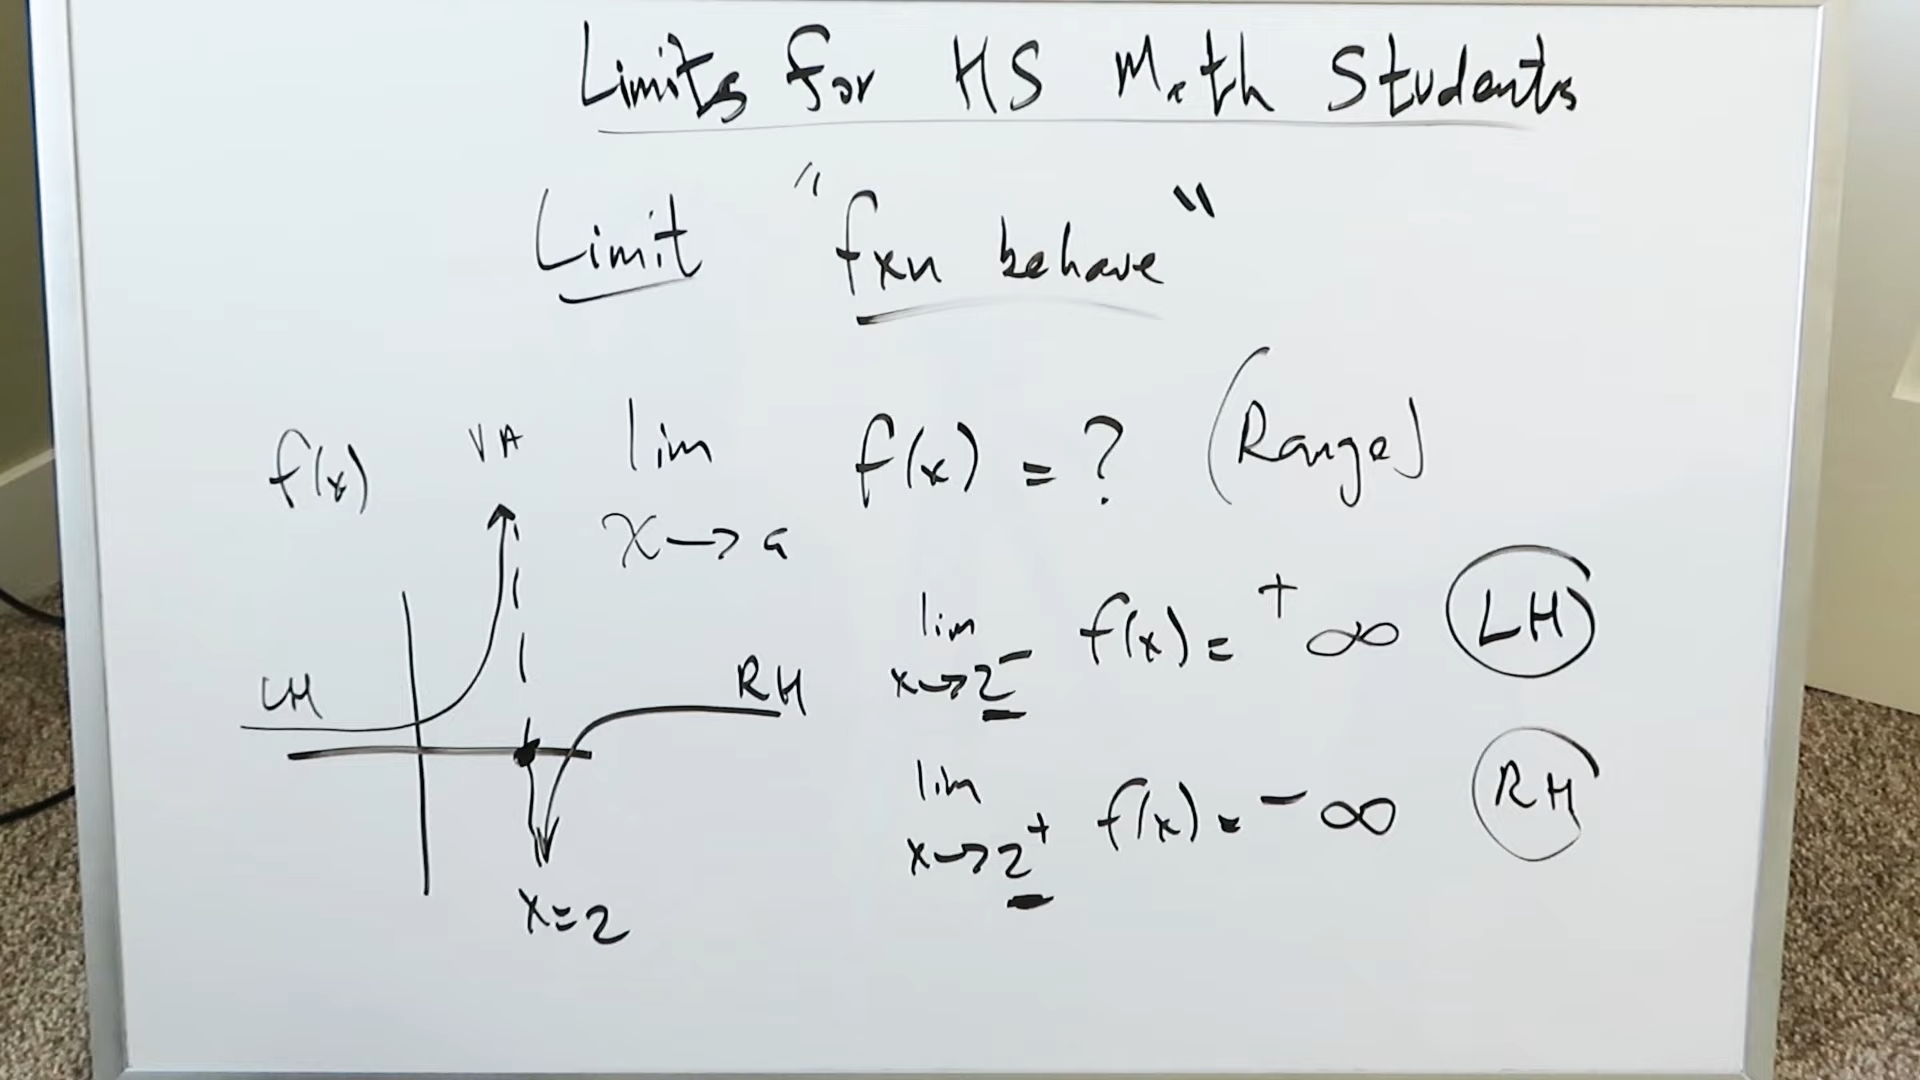 Limits for HS Math Students
Limit "fxn behave"
f(x) VA lim x→a f(x) = ? (Range)
lim x→2⁻ f(x) = +∞ LH
LH RH
lim x→2⁺ f(x) = -∞ RH
x=2